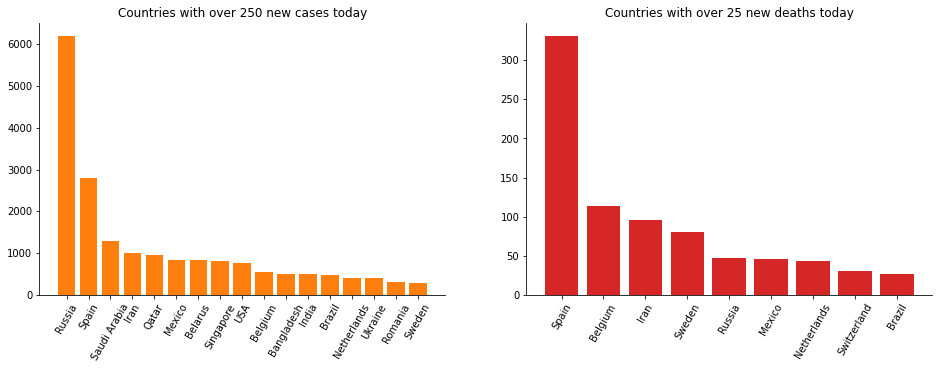 Countries with over 250 new cases today
6000
5000
4000
3000
2000
1000
0
Russia
Spain
Saudi Arabia
Iran
Qatar
Mexico
Belarus
Singapore
USA
Belgium
Bangladesh
India
Brazil
Netherlands
Ukraine
Romania
Sweden
Countries with over 25 new deaths today
300
250
200
150
100
50
0
Spain
Belgium
Iran
Sweden
Russia
Mexico
Netherlands
Switzerland
Brazil